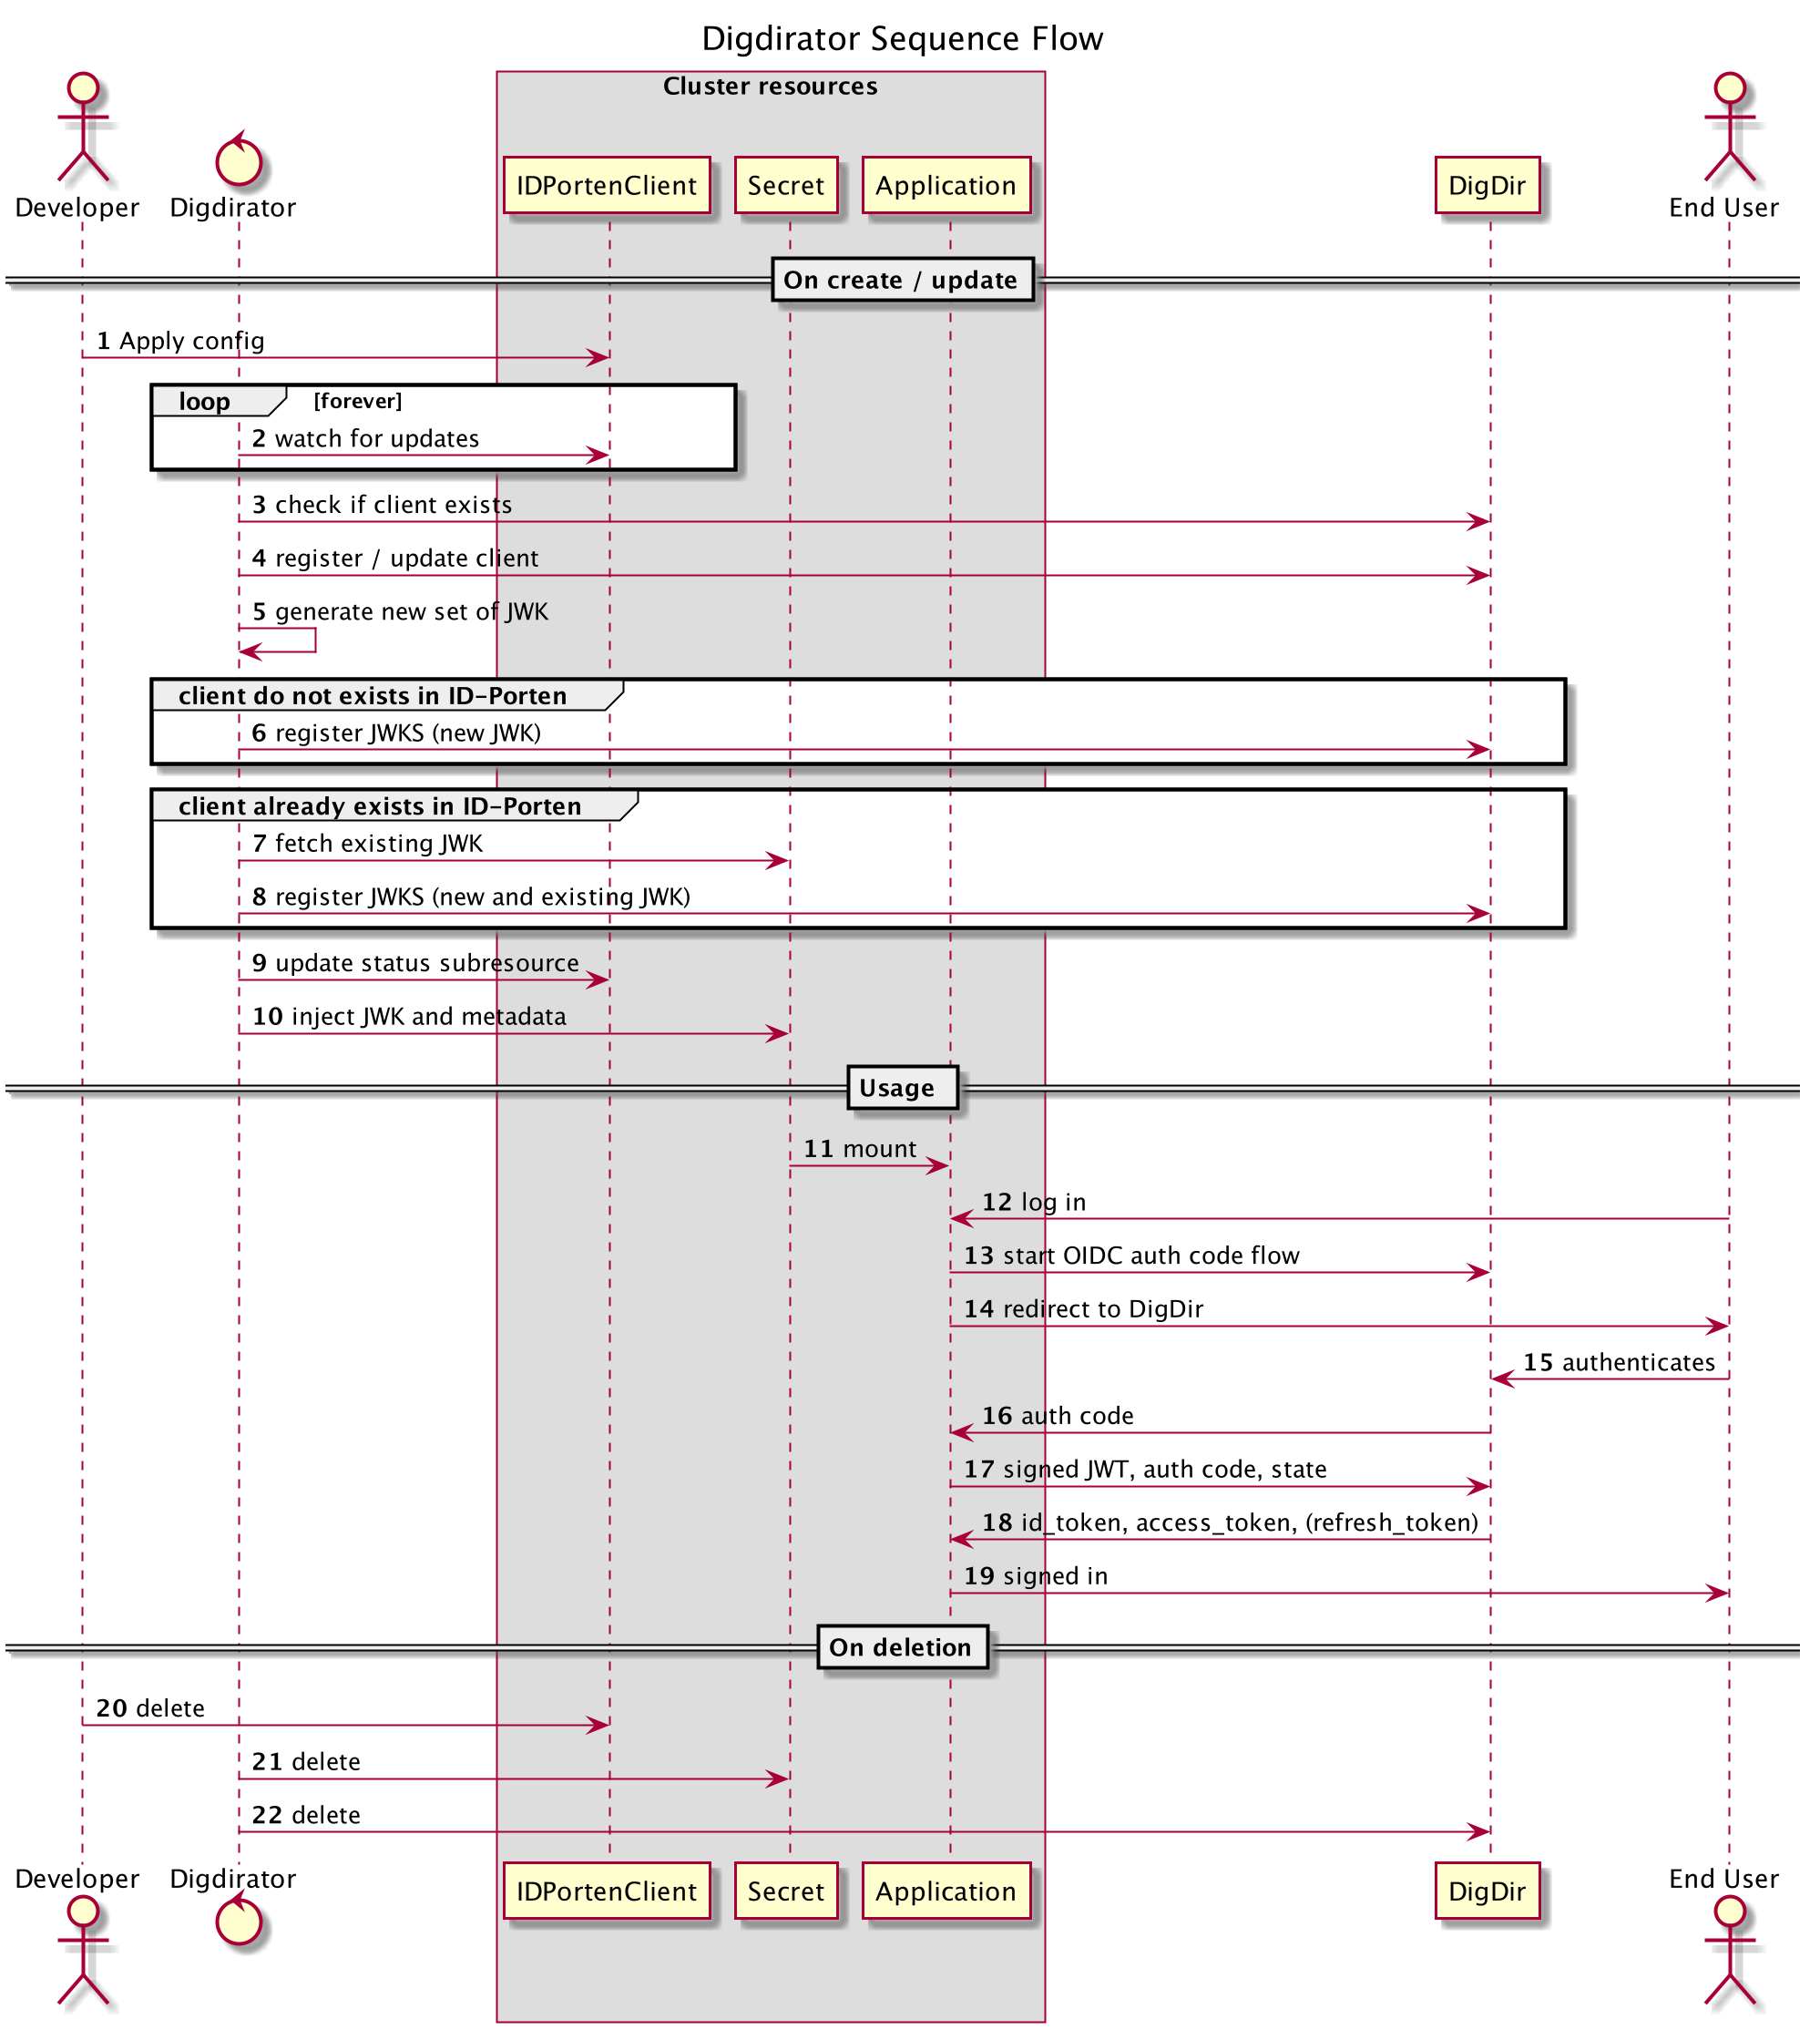 Digdirator Sequence Flow
Cluster resources
Developer
Digdirator
IDPortenClient
Secret
Application
DigDir
End User
On create / update
1 Apply config
loop [forever]
2 watch for updates
3 check if client exists
4 register / update client
5 generate new set of JWK
client do not exists in ID-Porten
6 register JWKS (new JWK)
client already exists in ID-Porten
7 fetch existing JWK
8 register JWKS (new and existing JWK)
9 update status subresource
10 inject JWK and metadata
Usage
11 mount
12 log in
13 start OIDC auth code flow
14 redirect to DigDir
15 authenticates
16 auth code
17 signed JWT, auth code, state
18 id_token, access_token, (refresh_token)
19 signed in
On deletion
20 delete
21 delete
22 delete
Developer
Digdirator
IDPortenClient
Secret
Application
DigDir
End User